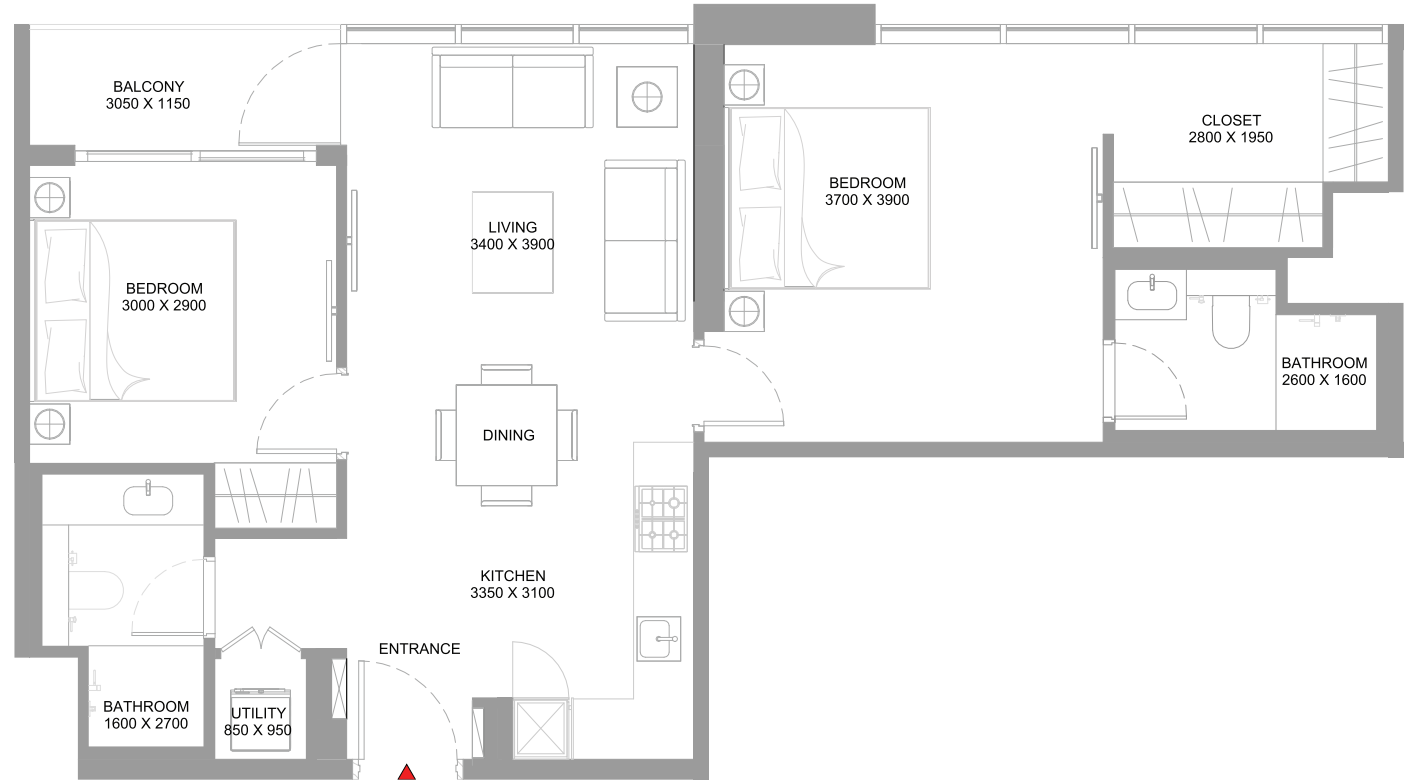 BALCONY
3050 X 1150
CLOSET
2800 X 1950
BEDROOM
3700 X 3900
LIVING
3400 X 3900
BEDROOM
3000 X 2900
BATHROOM
2600 X 1600
DINING
KITCHEN
3350 X 3100
ENTRANCE
BATHROOM
1600 X 2700
UTILITY
850 X 950